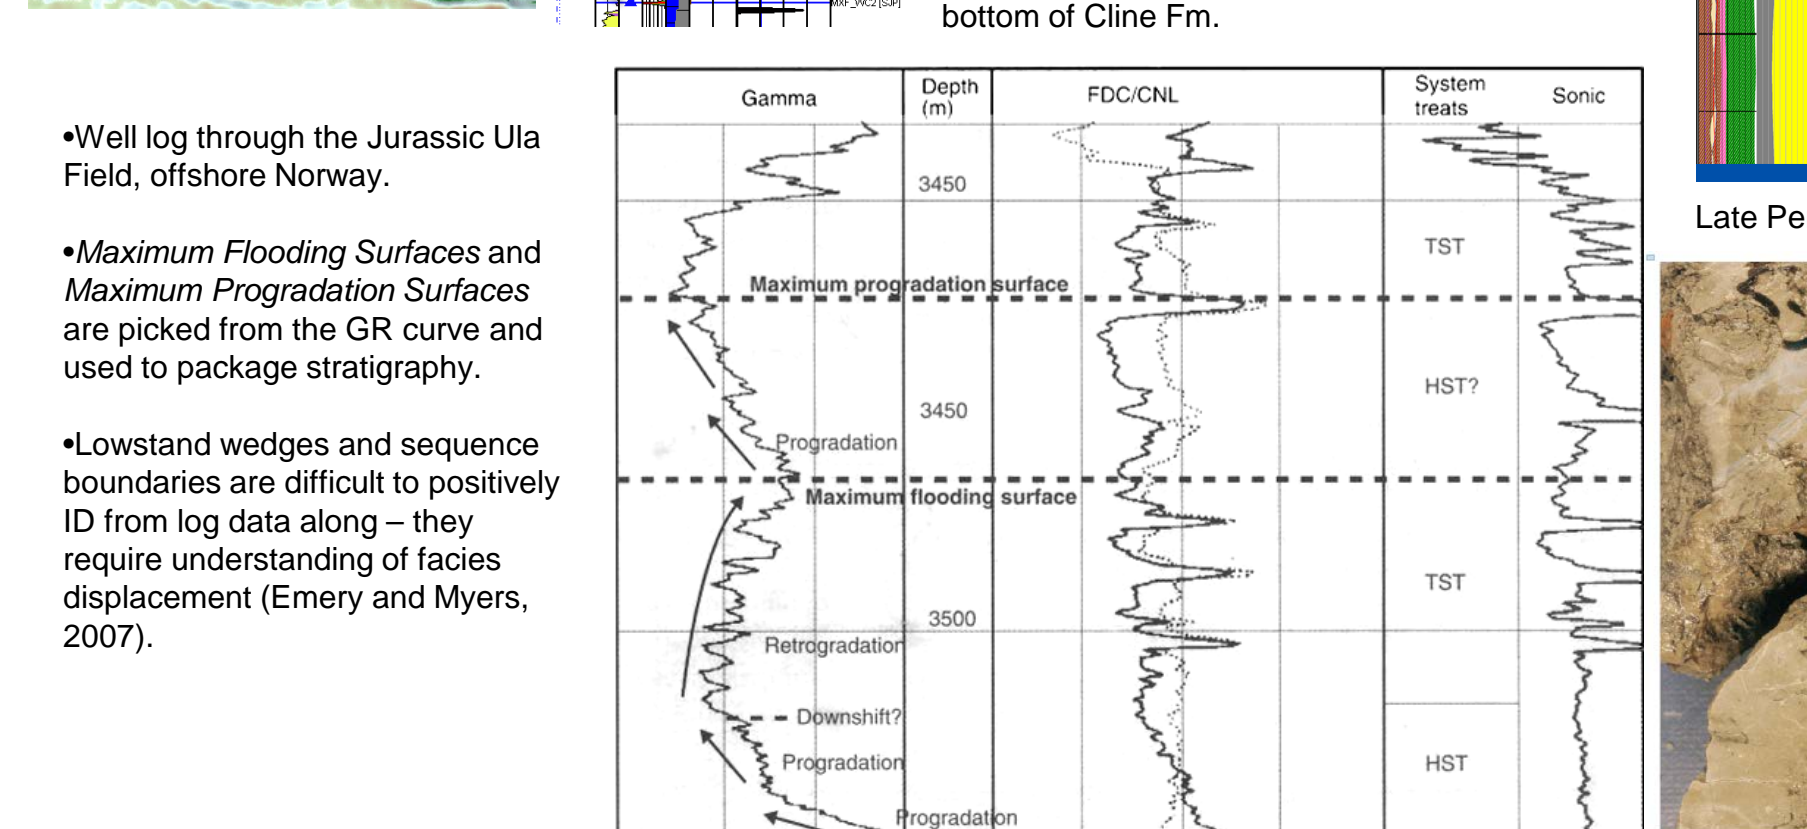 MXF_WC2 [SJP]
bottom of Cline Fm.
•Well log through the Jurassic Ula
Field, offshore Norway.
•Maximum Flooding Surfaces and
Maximum Progradation Surfaces
are picked from the GR curve and
used to package stratigraphy.
•Lowstand wedges and sequence
boundaries are difficult to positively
ID from log data along – they
require understanding of facies
displacement (Emery and Myers,
2007).
Gamma
Depth
(m)
FDC/CNL
System
treats
Sonic
3450
TST
Maximum progradation surface
HST?
3450
Progradation
Maximum flooding surface
TST
3500
Retrogradation
Downshift?
Progradation
HST
Progradation
Late Pe